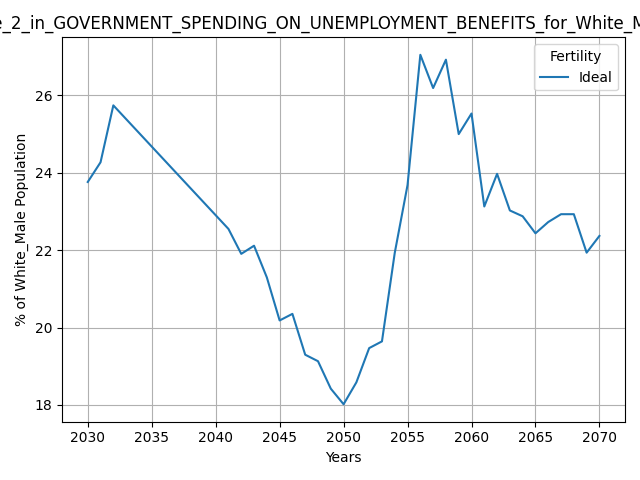 _2_in_GOVERNMENT_SPENDING_ON_UNEMPLOYMENT_BENEFITS_for_White_M
Fertility
Ideal
% of White_Male Population
26
24
22
20
18
2030 2035 2040 2045 2050 2055 2060 2065 2070
Years